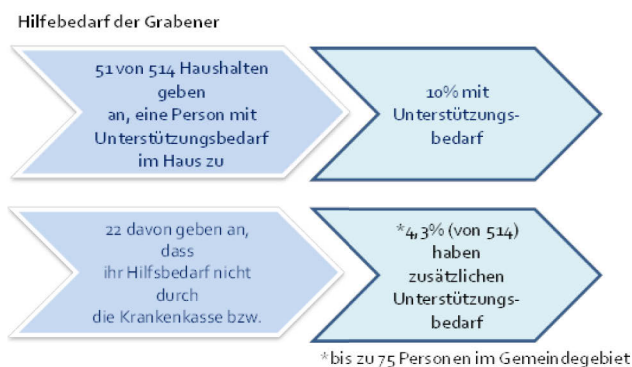 Hilfebedarf der Grabener
51 von 514 Haushalten
geben
an, eine Person mit
Unterstützungsbedarf
im Haus zu
10% mit
Unterstützungs-
bedarf
22 davon geben an,
dass
ihr Hilfsbedarf nicht
durch
die Krankenkasse bzw.
*4,3% (von 514)
haben
zusätzlichen
Unterstützungs-
bedarf
*bis zu 75 Personen im Gemeindegebiet